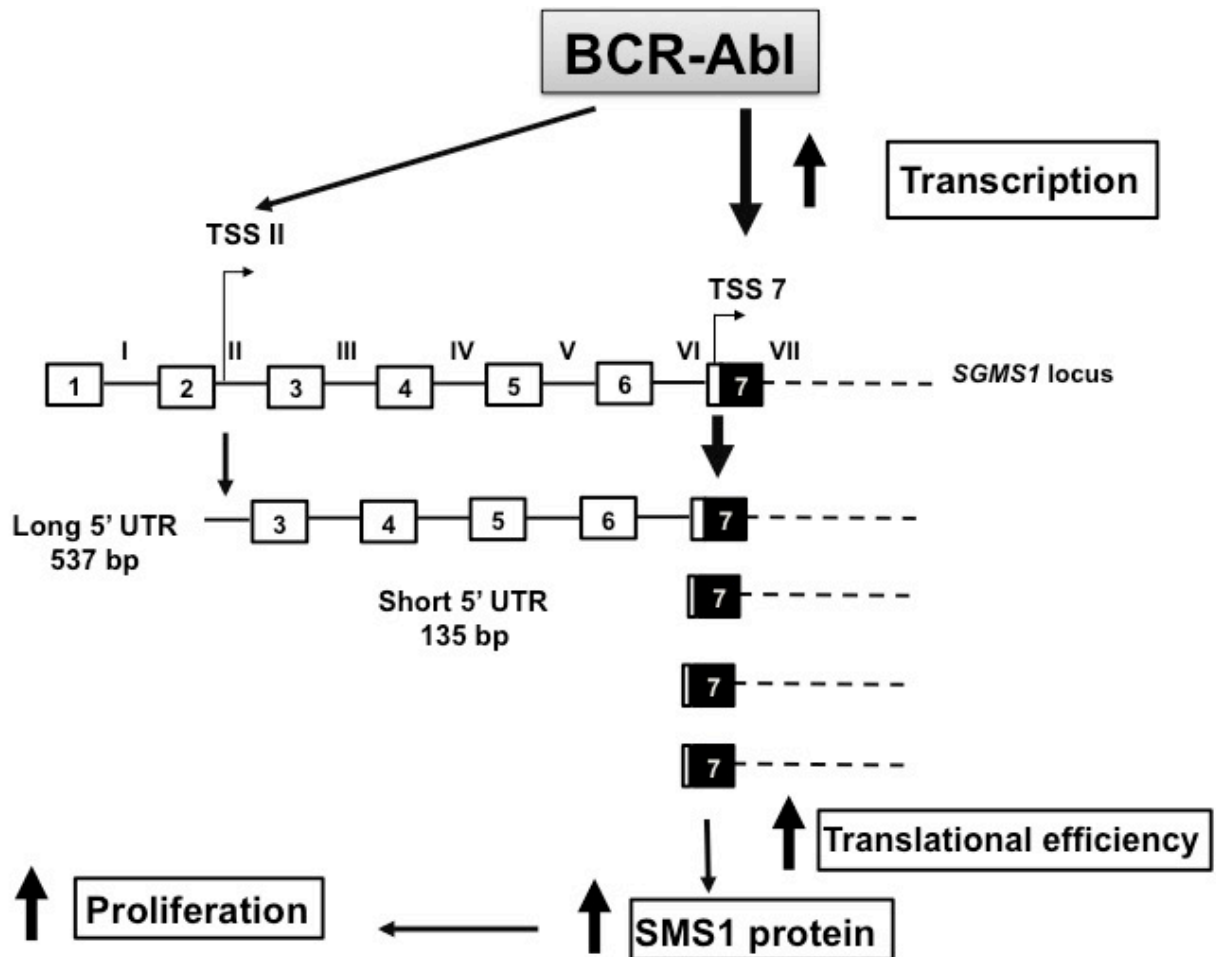 BCR-Abl
Transcription
TSS II
TSS 7
I II III IV V VI VII
1 2 3 4 5 6 7
SGMS1 locus
Long 5’ UTR
537 bp
3 4 5 6 7
Short 5’ UTR
135 bp
7
7
7
Translational efficiency
Proliferation
SMS1 protein